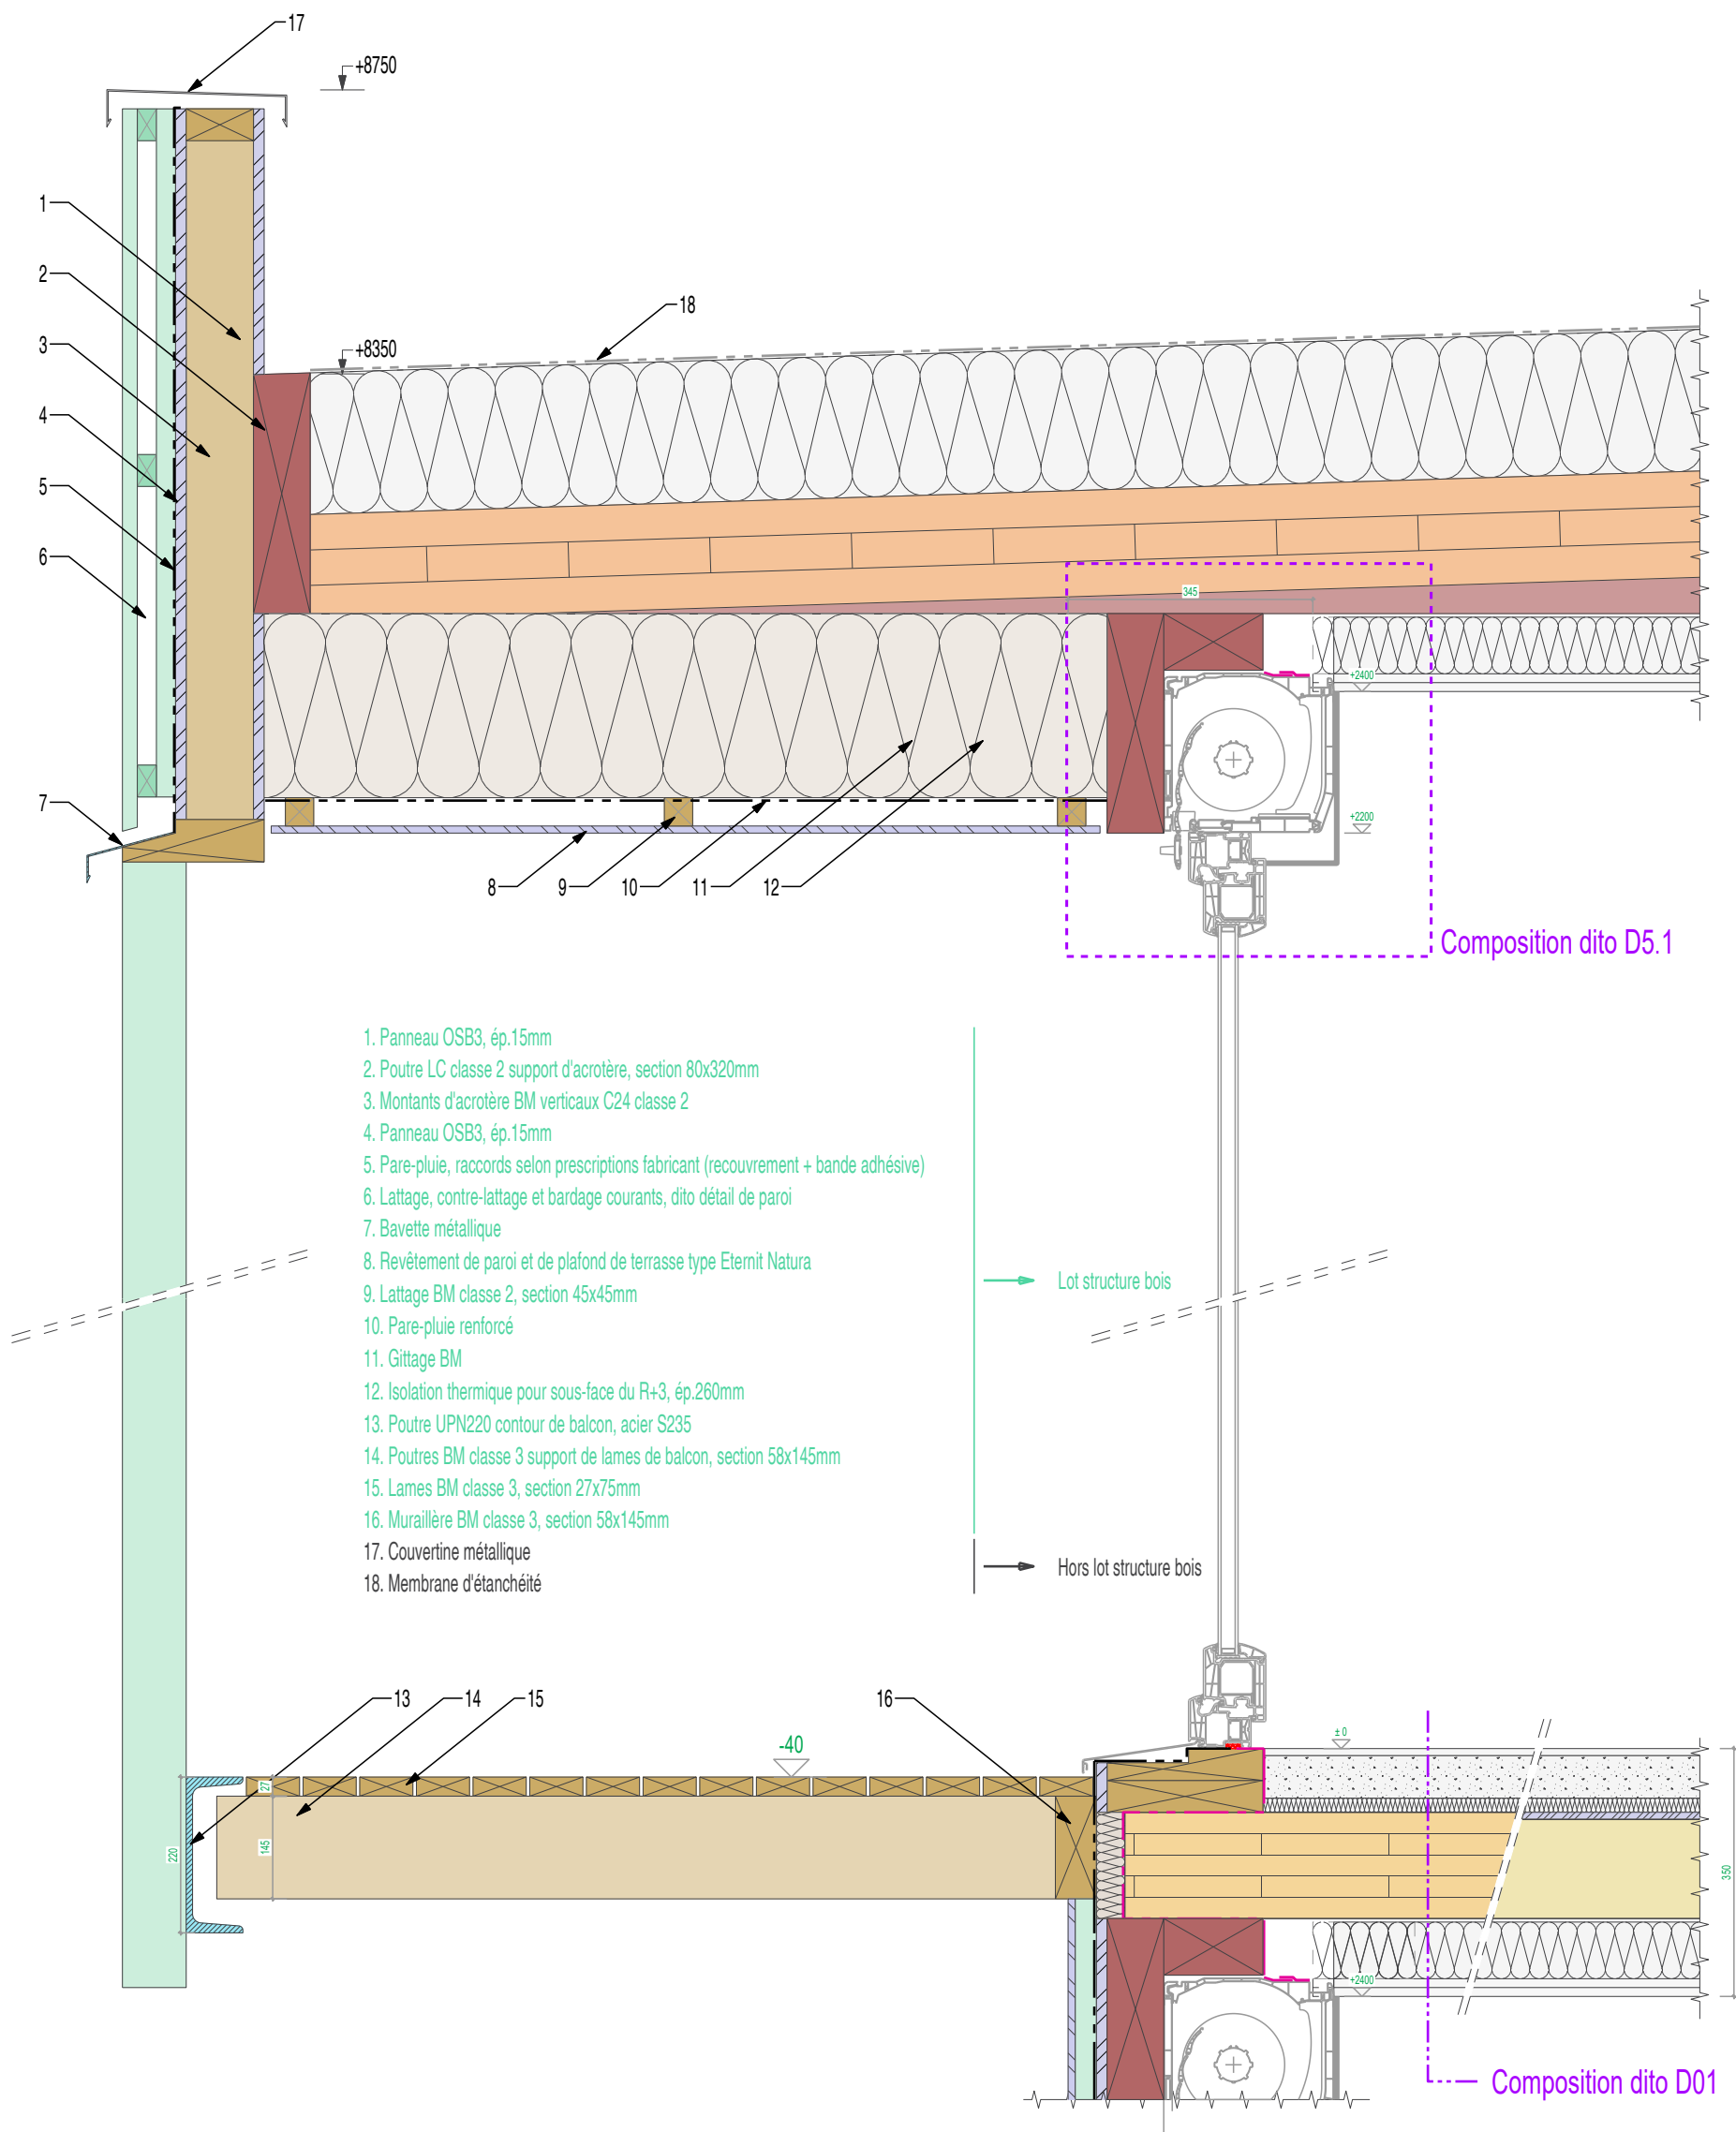 17
+8750
1
2
3
4
5
6
7
18
+8350
345
+2400
+2200
8
9
10
11
12
Composition dito D5.1
1. Panneau OSB3, ép.15mm
2. Poutre LC classe 2 support d'acrotère, section 80x320mm
3. Montants d'acrotère BM verticaux C24 classe 2
4. Panneau OSB3, ép.15mm
5. Pare-pluie, raccords selon prescriptions fabricant (recouvrement + bande adhésive)
6. Lattage, contre-lattage et bardage courants, dito détail de paroi
7. Bavette métallique
8. Revêtement de paroi et de plafond de terrasse type Eternit Natura
9. Lattage BM classe 2, section 45x45mm
10. Pare-pluie renforcé
11. Gittage BM
12. Isolation thermique pour sous-face du R+3, ép.260mm
13. Poutre UPN220 contour de balcon, acier S235
14. Poutres BM classe 3 support de lames de balcon, section 58x145mm
15. Lames BM classe 3, section 27x75mm
16. Muraillère BM classe 3, section 58x145mm
17. Couvertine métallique
18. Membrane d'étanchéité
Lot structure bois
Hors lot structure bois
13
14
15
16
-40
± 0
27
145
220
350
+2400
Composition dito D01